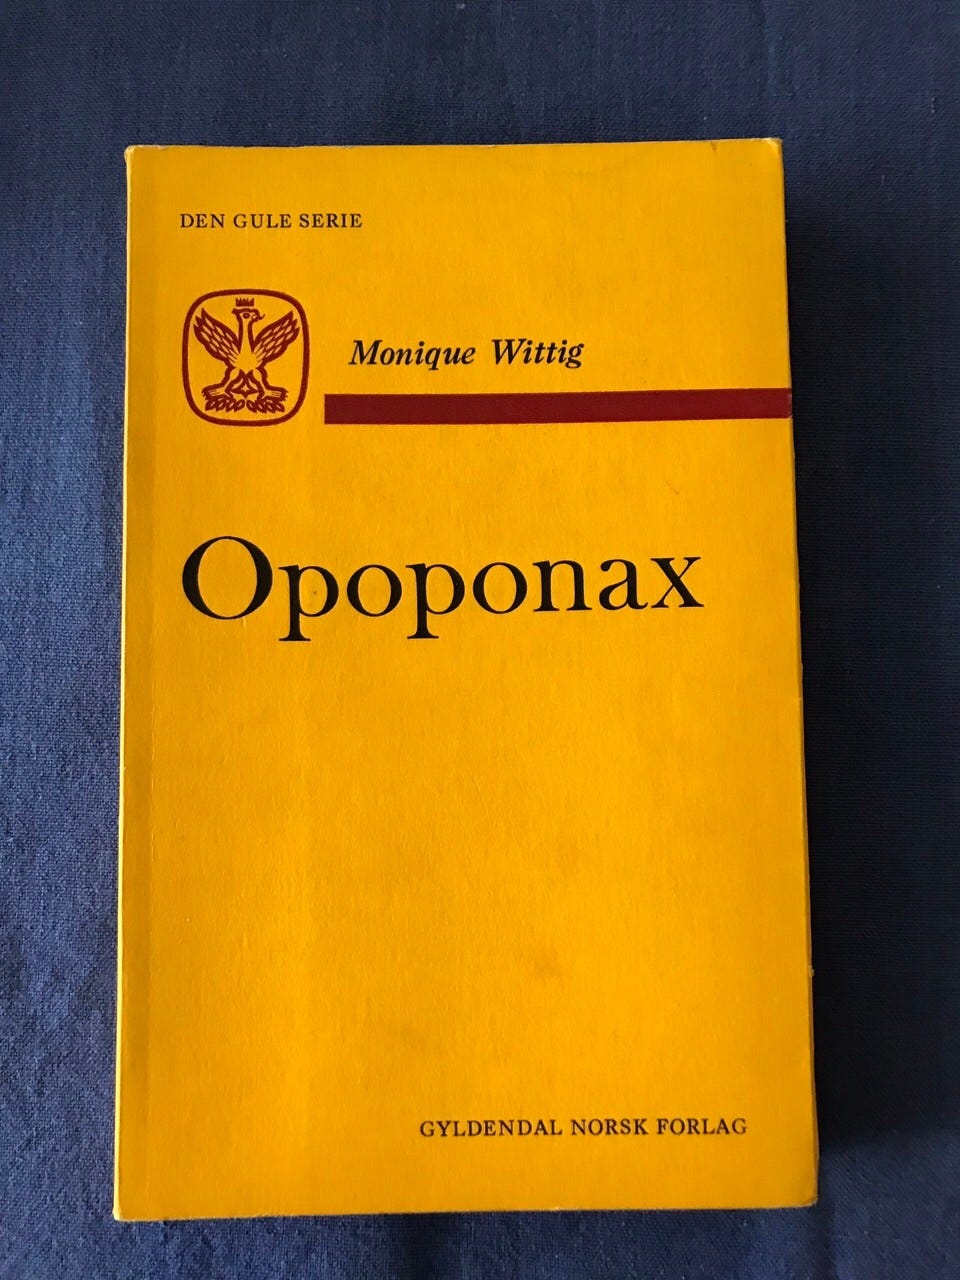 DEN GULE SERIE
Monique Wittig
Opoponax
GYLDENDAL NORSK FORLAG